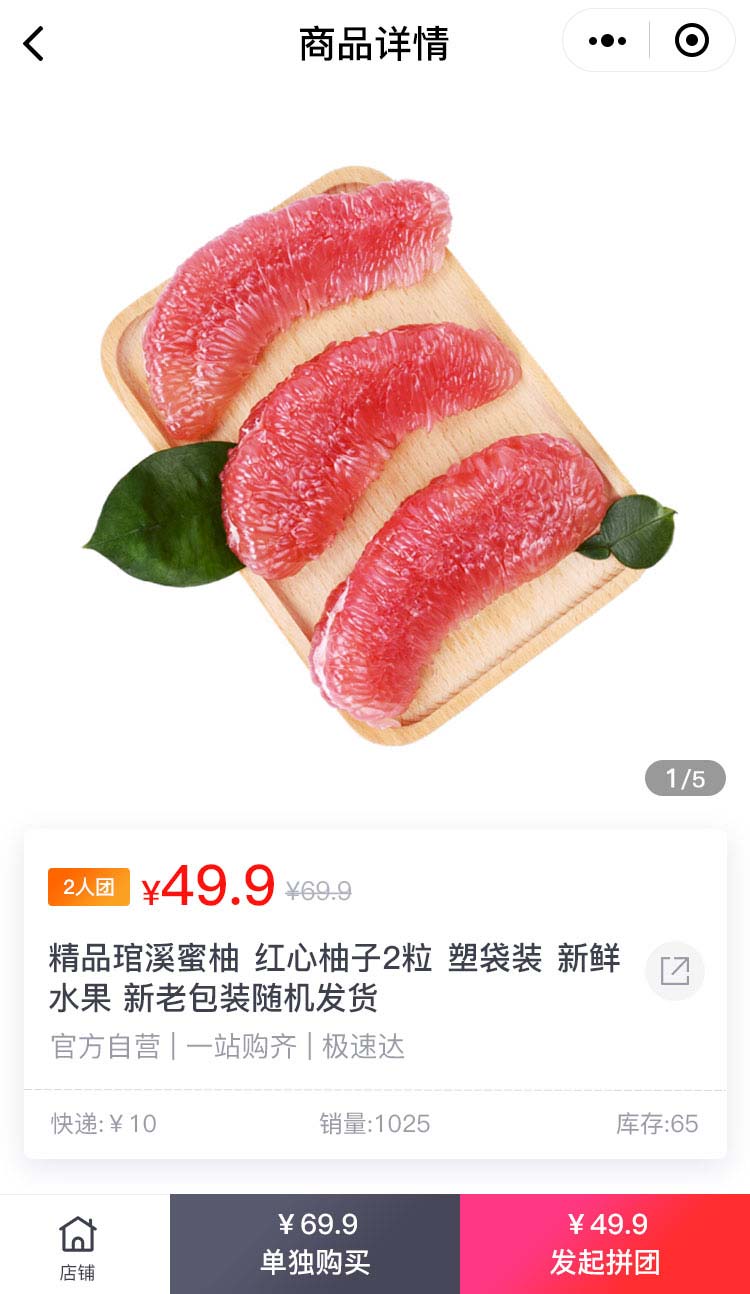 商品详情
1/5
2人团 ¥49.9 ¥69.9
精品琯溪蜜柚 红心柚子2粒 塑袋装 新鲜
水果 新老包装随机发货
官方自营 | 一站购齐 | 极速达
快递:¥10 销量:1025 库存:65
¥69.9 ¥49.9
店铺 单独购买 发起拼团